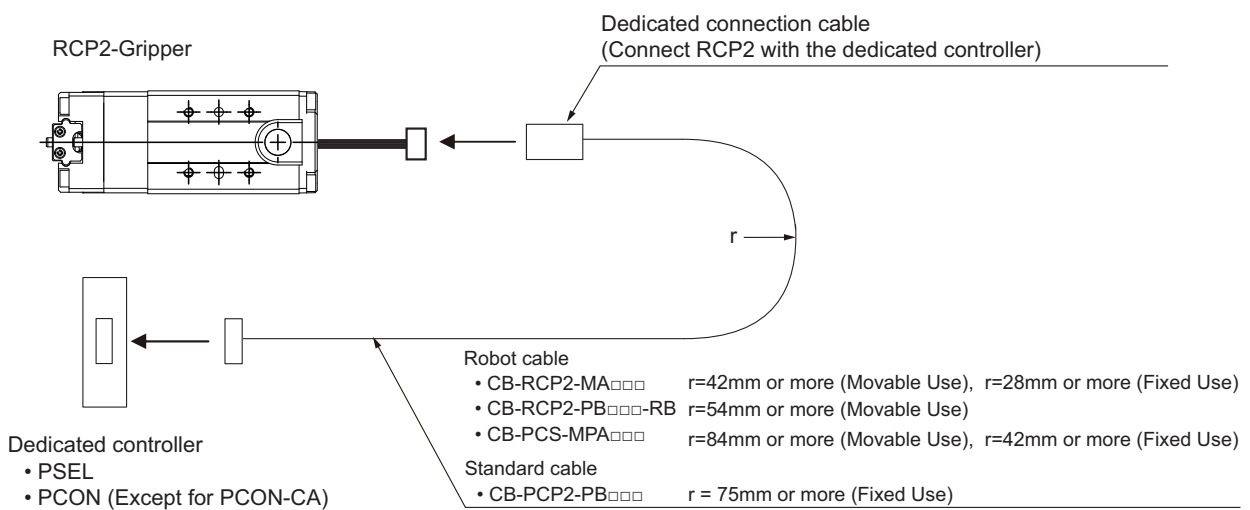 RCP2-Gripper
Dedicated connection cable
(Connect RCP2 with the dedicated controller)
r
Robot cable
• CB-RCP2-MA□□□ r=42mm or more (Movable Use), r=28mm or more (Fixed Use)
• CB-RCP2-PB□□□-RB r=54mm or more (Movable Use)
• CB-PCS-MPA□□□ r=84mm or more (Movable Use), r=42mm or more (Fixed Use)
Standard cable
• CB-PCP2-PB□□□ r = 75mm or more (Fixed Use)
Dedicated controller
• PSEL
• PCON (Except for PCON-CA)